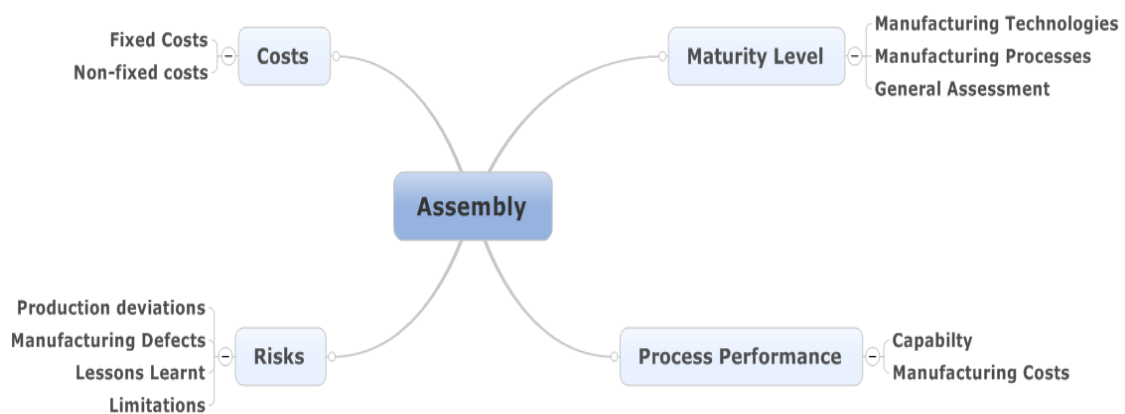 Fixed Costs
Non-fixed costs
Costs
Maturity Level
Manufacturing Technologies
Manufacturing Processes
General Assessment
Assembly
Production deviations
Manufacturing Defects
Lessons Learnt
Limitations
Risks
Process Performance
Capabilty
Manufacturing Costs